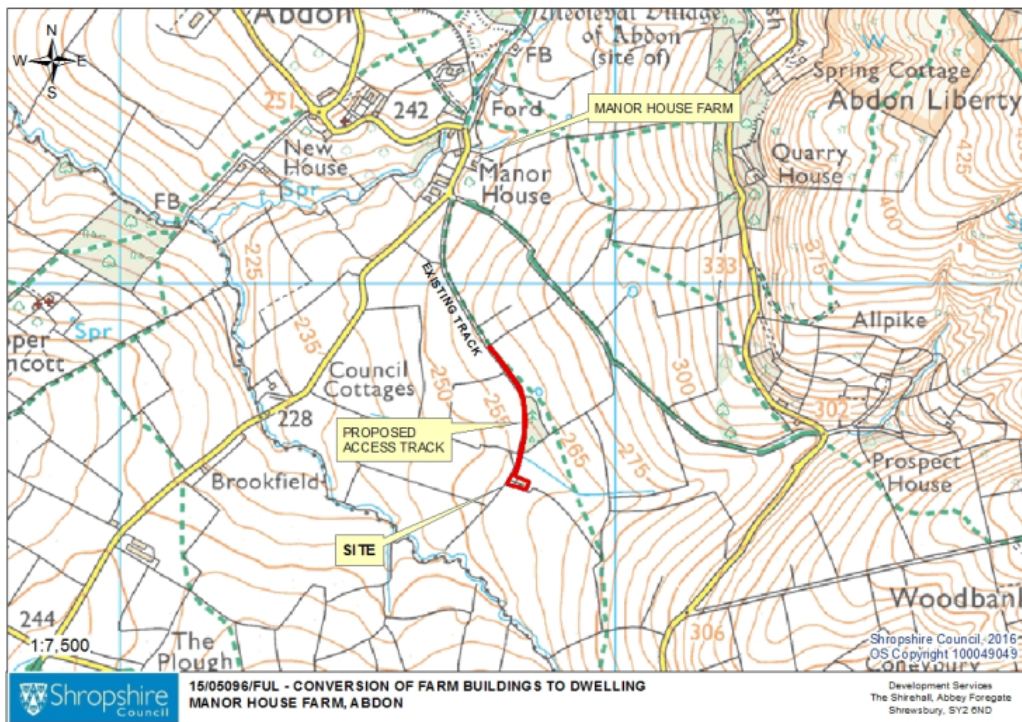 Abdon
Medieval Village
of Abdon
(site of)
N
W
E
S
FB
W
Spring Cottage
Abdon Liberty
251
242
Ford
MANOR HOUSE FARM
425
New
House
Manor
House
Quarry
House
Spr
FB
400
225
EXISTING TRACK
333
375
Spr
235
Allpike
Council
Cottages
250
300
302
228
255
PROPOSED
ACCESS TRACK
265
275
Prospect
House
Brookfield
SITE
Woodbank
244
1:7,500
The
Plough
306
Shropshire Council, 2016
OS Copyright 100049049
Coneybury
Shropshire
Council
15/05096/FUL - CONVERSION OF FARM BUILDINGS TO DWELLING
MANOR HOUSE FARM, ABDON
Development Services
The Shirehall, Abbey Foregate
Shrewsbury, SY2 6ND